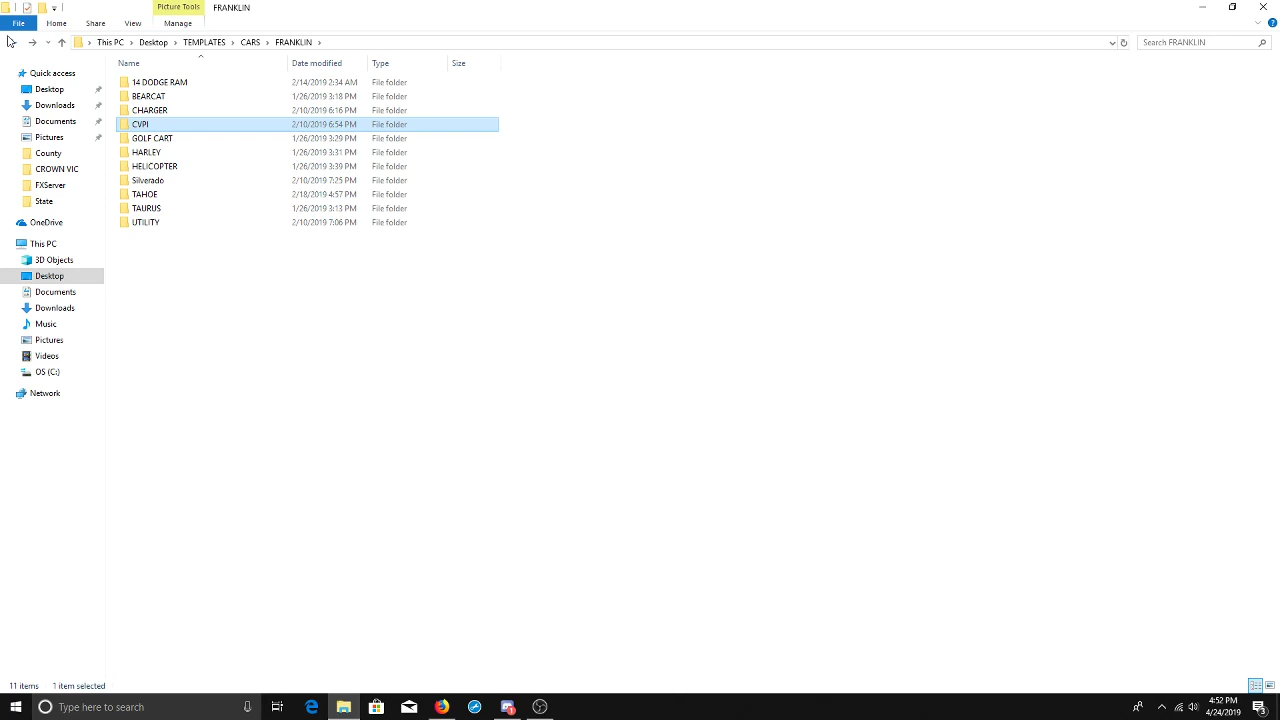 Picture Tools FRANKLIN
File Home Share View Manage
This PC Desktop TEMPLATES CARS FRANKLIN Search FRANKLIN
Name Date modified Type Size
Quick access
Desktop
Downloads
Documents
Pictures
County
CROWN VIC
FXServer
State
OneDrive
This PC
3D Objects
Desktop
Documents
Downloads
Music
Pictures
Videos
OS (C:)
Network
14 DODGE RAM 2/14/2019 2:34 AM File folder
BEARCAT 1/26/2019 3:18 PM File folder
CHARGER 2/10/2019 6:16 PM File folder
CVPI 2/10/2019 6:54 PM File folder
GOLF CART 1/26/2019 3:29 PM File folder
HARLEY 1/26/2019 3:31 PM File folder
HELICOPTER 1/26/2019 3:39 PM File folder
Silverado 2/10/2019 7:25 PM File folder
TAHOE 2/18/2019 4:57 PM File folder
TAURUS 1/26/2019 3:13 PM File folder
UTILITY 2/10/2019 7:06 PM File folder
11 items 1 item selected
Type here to search
4:52 PM
4/24/2019